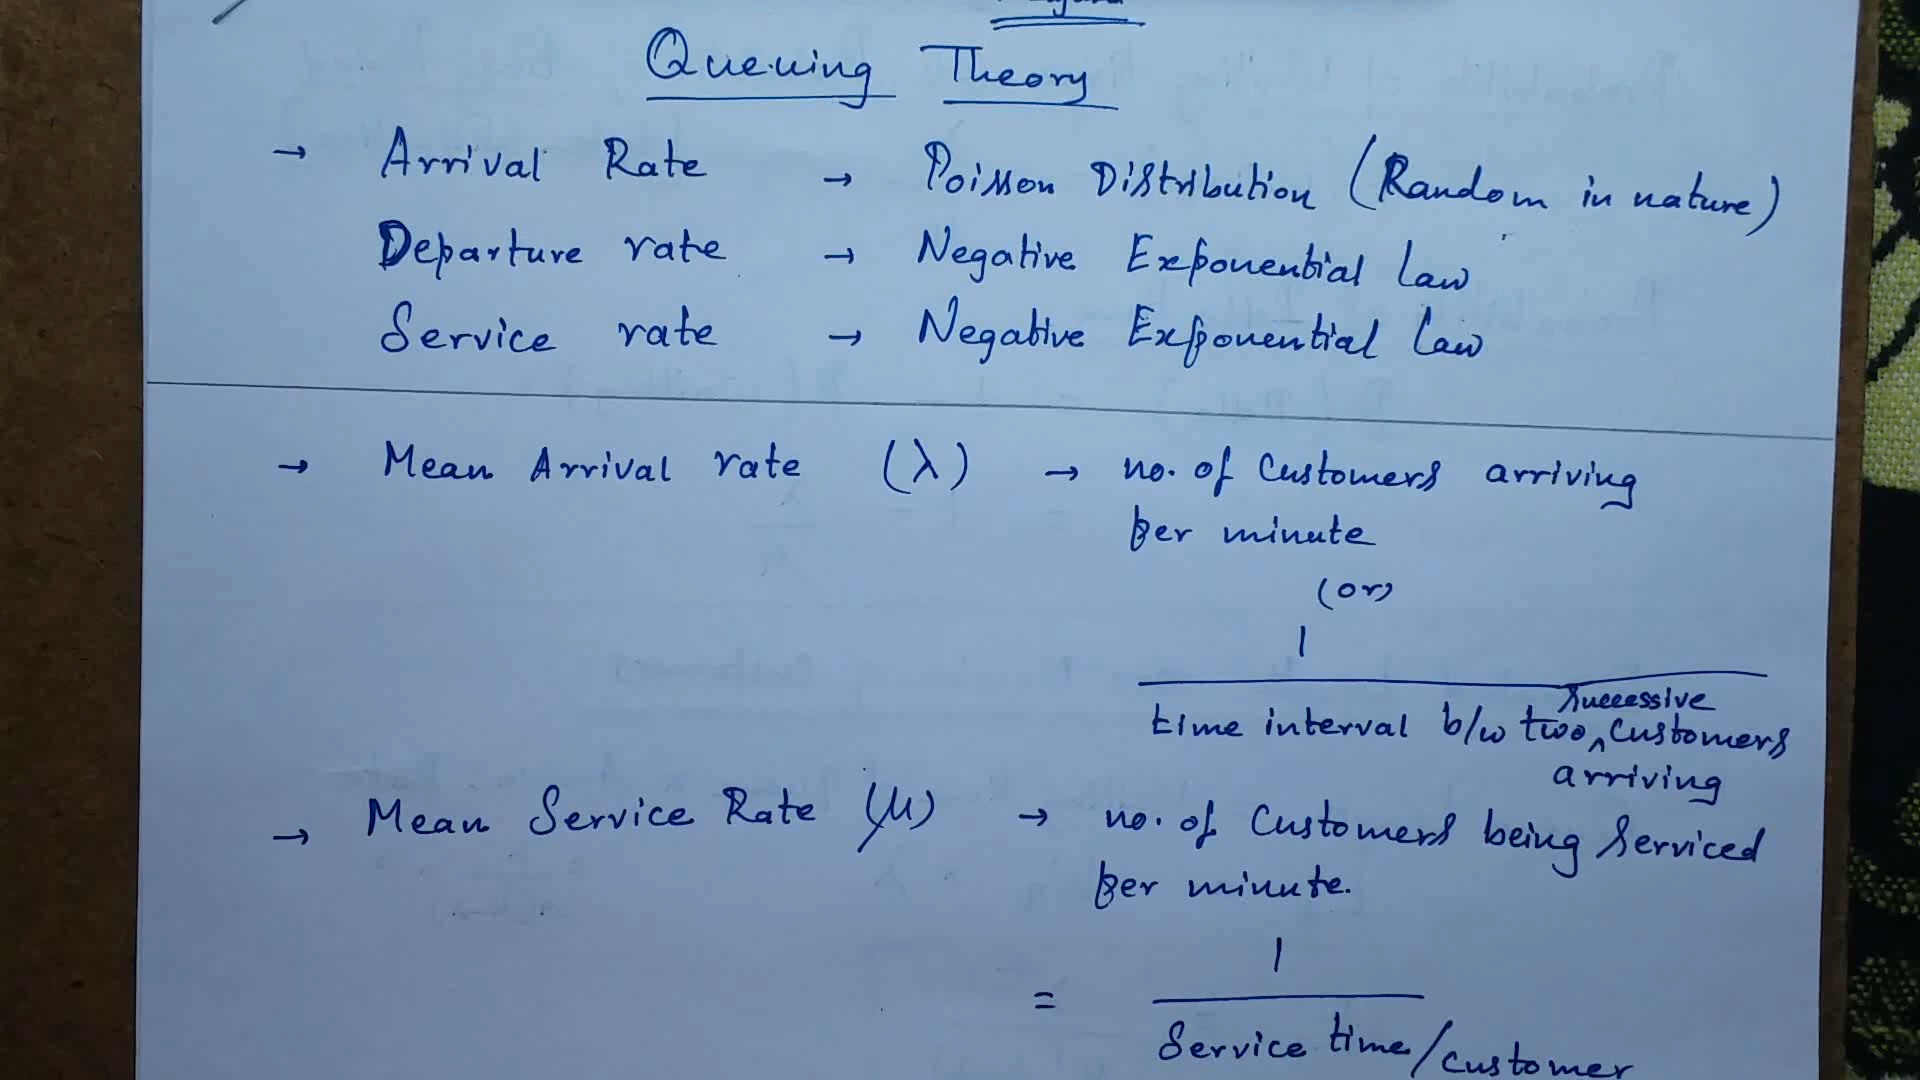 Queuing Theory
→ Arrival Rate → Poisson Distribution (Random in nature)
Departure rate → Negative Exponential Law
Service rate → Negative Exponential Law
→ Mean Arrival rate (λ) → no. of Customers arriving
per minute
(or)
1
successive
time interval b/w two ^ customers
arriving
→ Mean Service Rate (μ) → no. of Customers being Serviced
per minute.
1
=
Service time/customer